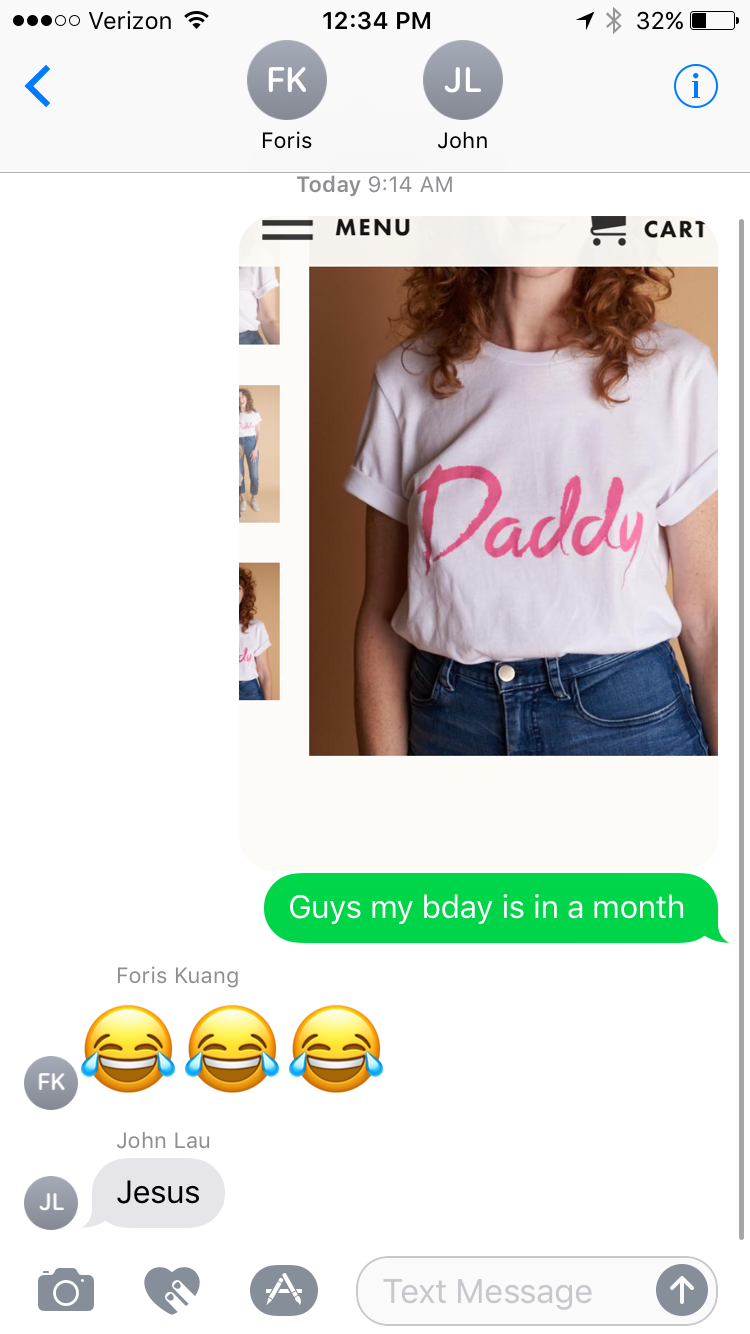 Verizon 12:34 PM 32%
FK JL
Foris John
Today 9:14 AM
MENU CART
Daddy
Guys my bday is in a month
Foris Kuang
FK
John Lau
JL Jesus
Text Message